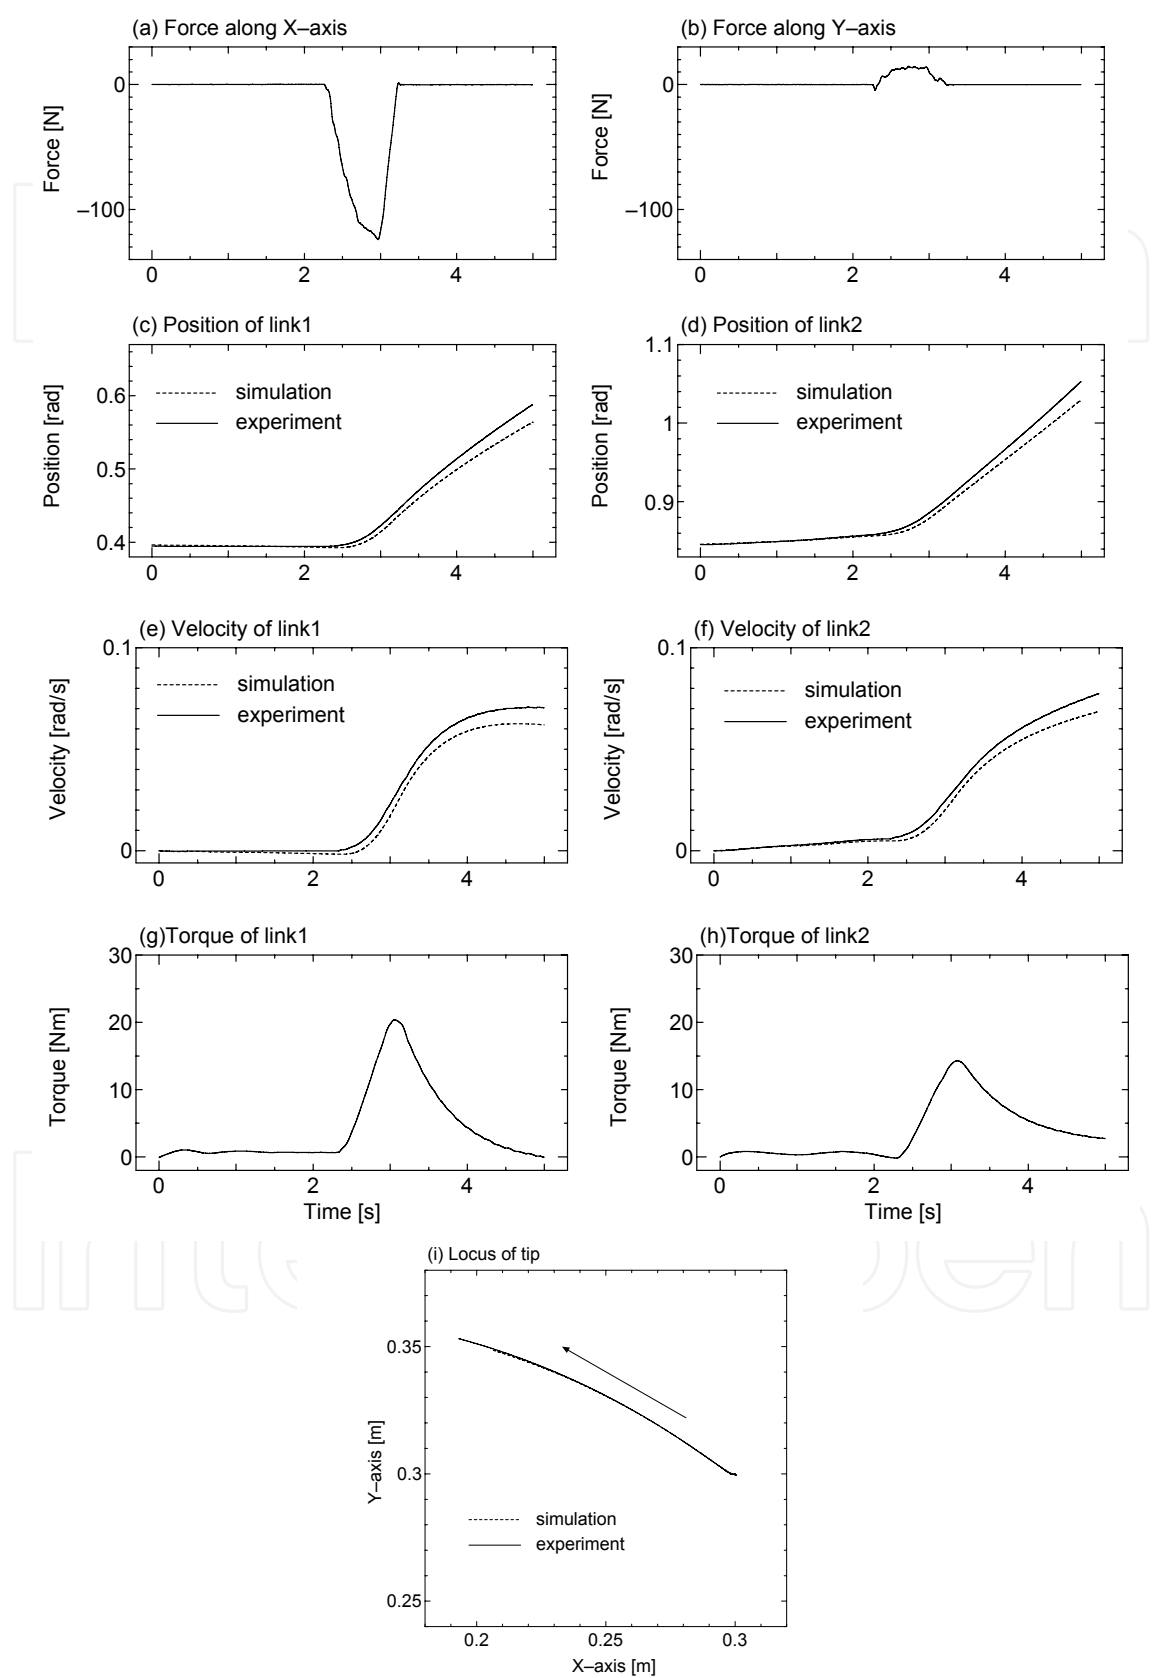 (a) Force along X–axis
(b) Force along Y–axis
Force [N]
0
–100
0 2 4
Force [N]
0
–100
0 2 4
(c) Position of link1
(d) Position of link2
Position [rad]
0.6
0.5
0.4
simulation
experiment
0 2 4
Position [rad]
1.1
1
0.9
simulation
experiment
0 2 4
(e) Velocity of link1
(f) Velocity of link2
Velocity [rad/s]
0.1
0
simulation
experiment
0 2 4
Velocity [rad/s]
0.1
0
simulation
experiment
0 2 4
(g)Torque of link1
(h)Torque of link2
Torque [Nm]
30
20
10
0
0 2 4
Time [s]
Torque [Nm]
30
20
10
0
0 2 4
Time [s]
(i) Locus of tip
Y–axis [m]
0.35
0.3
0.25
simulation
experiment
0.2 0.25 0.3
X–axis [m]